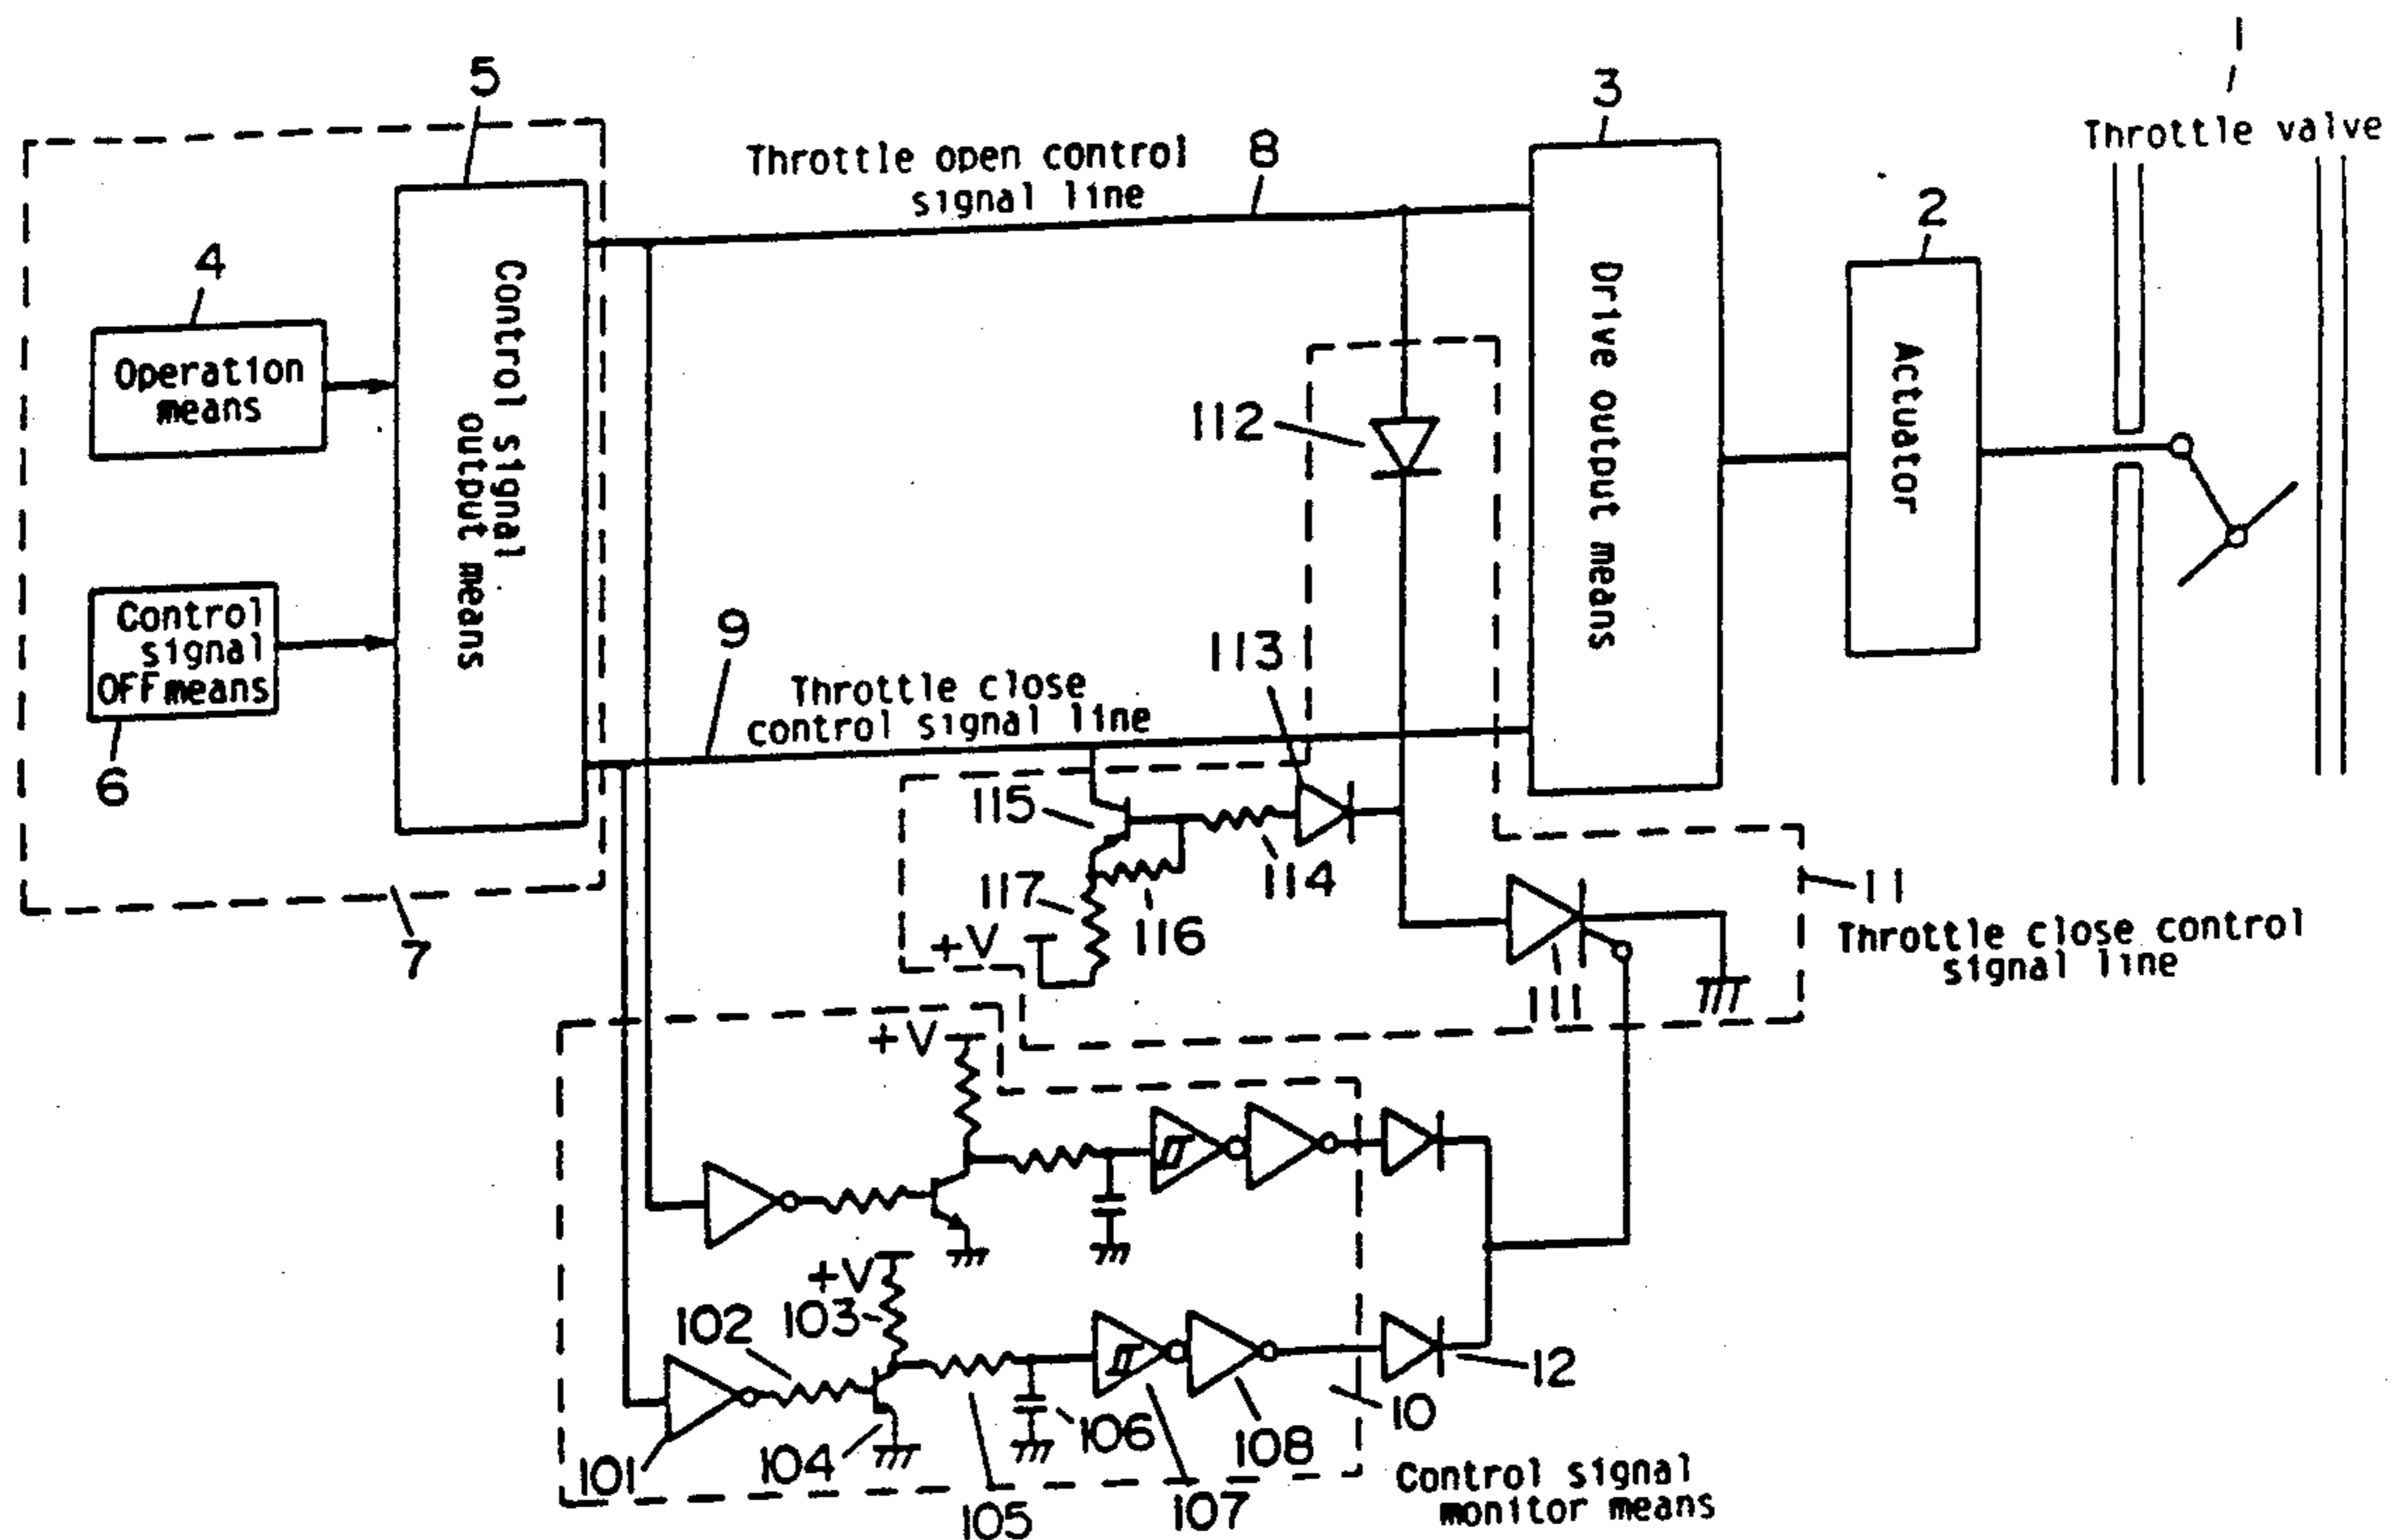 1
Throttle valve
5
3
Throttle open control
signal line
8
2
4
Operation
means
Control signal
output means
Drive output means
Actuator
112
Control
signal
OFF means
6
9
Throttle close
control signal line
113
115
114
117
116
+V
11
Throttle close control
signal line
111
7
+V
+V
103
102
12
101
104
106
108
10
105
107
Control signal
monitor means